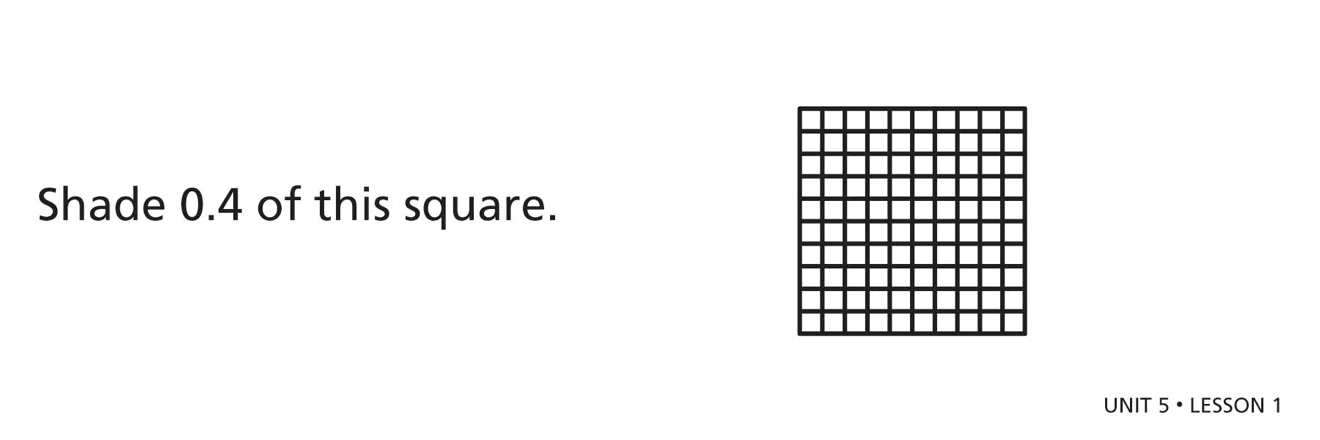 Shade 0.4 of this square.
UNIT 5 • LESSON 1